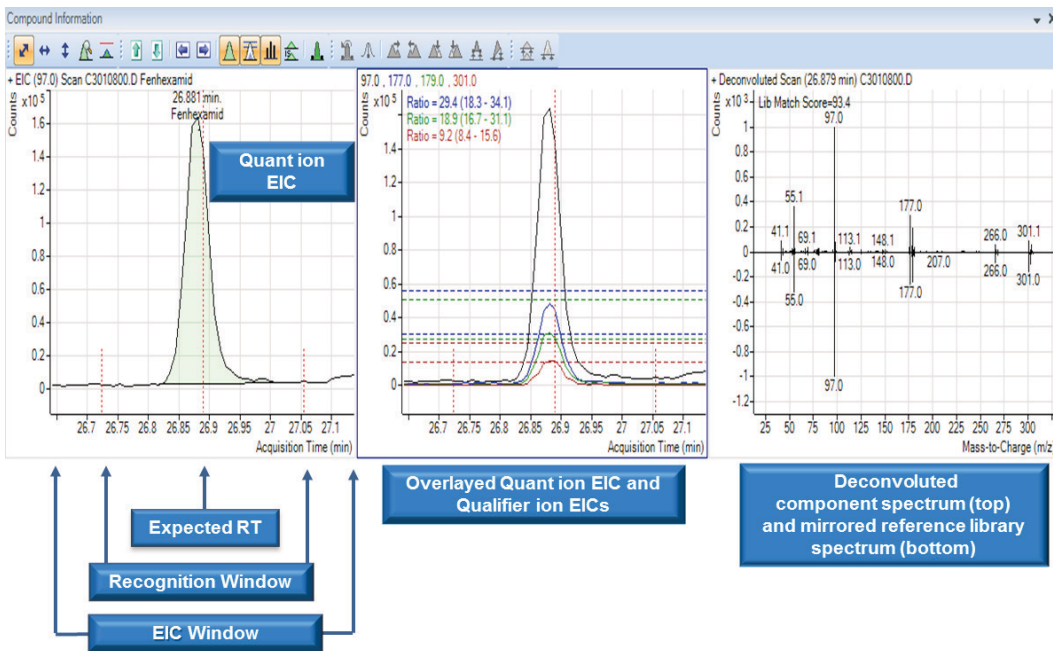 Compound Information
+ EIC (97.0) Scan C3010800.D Fenhexamid
Counts
x10 5
26.881 min.
Fenhexamid
1.6
1.4
1.2
1
0.8
0.6
0.4
0.2
0
Quant ion
EIC
26.7 26.75 26.8 26.85 26.9 26.95 27 27.05 27.1
Acquisition Time (min)
97.0 , 177.0 , 179.0 , 301.0
Counts
x10 5
Ratio = 29.4 (18.3 - 34.1)
Ratio = 18.9 (16.7 - 31.1)
Ratio = 9.2 (8.4 - 15.6)
1.6
1.4
1.2
1
0.8
0.6
0.4
0.2
0
26.7 26.75 26.8 26.85 26.9 26.95 27 27.05 27.1
Acquisition Time (min)
+ Deconvoluted Scan (26.879 min) C3010800.D
Counts
x10 3
Lib Match Score=93.4
97.0
1
0.8
0.6
0.4
0.2
0
-0.2
-0.4
-0.6
-0.8
-1
-1.2
55.1
177.0
41.1 69.1 113.1 148.1 266.0 301.1
41.0 69.0 113.0 148.0 207.0 266.0 301.0
55.0
177.0
97.0
25 50 75 100 125 150 175 200 225 250 275 300
Mass-to-Charge (m/z)
Expected RT
Recognition Window
EIC Window
Overlayed Quant ion EIC and
Qualifier ion EICs
Deconvoluted
component spectrum (top)
and mirrored reference library
spectrum (bottom)